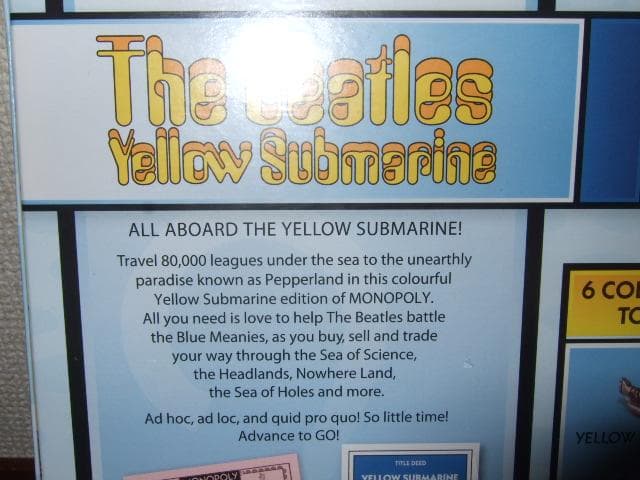 The Beatles
Yellow Submarine
ALL ABOARD THE YELLOW SUBMARINE!
Travel 80,000 leagues under the sea to the unearthly
paradise known as Pepperland in this colourful
Yellow Submarine edition of MONOPOLY.
All you need is love to help The Beatles battle
the Blue Meanies, as you buy, sell and trade
your way through the Sea of Science,
the Headlands, Nowhere Land,
the Sea of Holes and more.
Ad hoc, ad loc, and quid pro quo! So little time!
Advance to GO!
6 COL
TO
YELLOW
MONOPOLY
TITLE DEED
YELLOW SUBMARINE